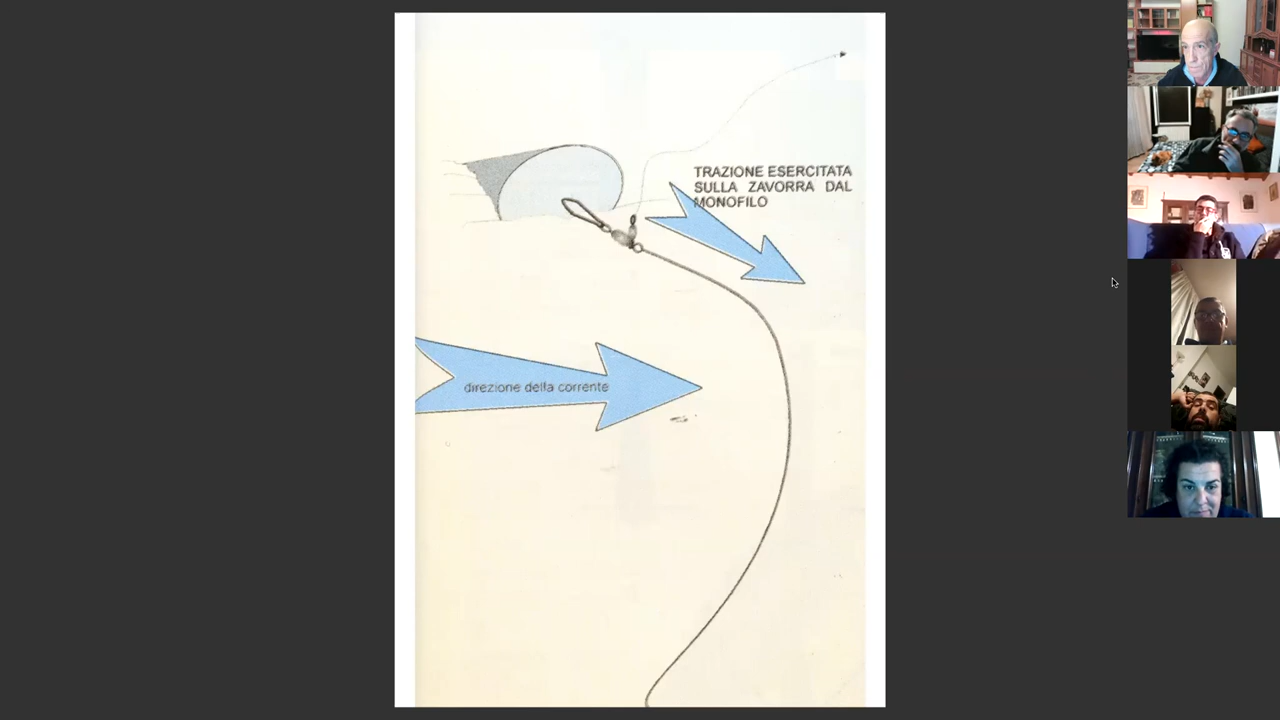 TRAZIONE ESERCITATA
SULLA ZAVORRA DAL
MONOFILO
direzione della corrente